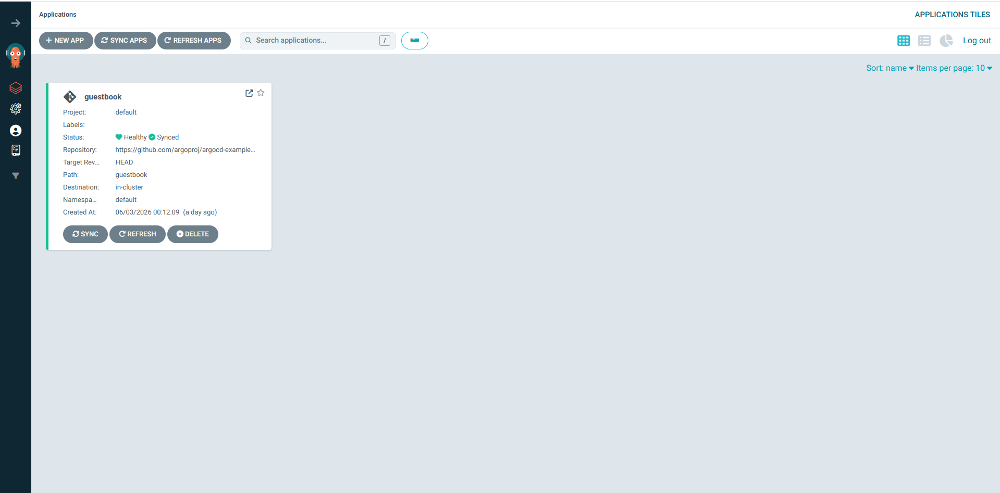 Applications
APPLICATIONS TILES
NEW APP
SYNC APPS
REFRESH APPS
Search applications...
/
Log out
Sort: name
Items per page: 10
guestbook
Project: default
Labels:
Status: Healthy Synced
Repository: https://github.com/argoproj/argocd-example...
Target Rev... HEAD
Path: guestbook
Destination: in-cluster
Namespa... default
Created At: 06/03/2026 00:12:09 (a day ago)
SYNC
REFRESH
DELETE